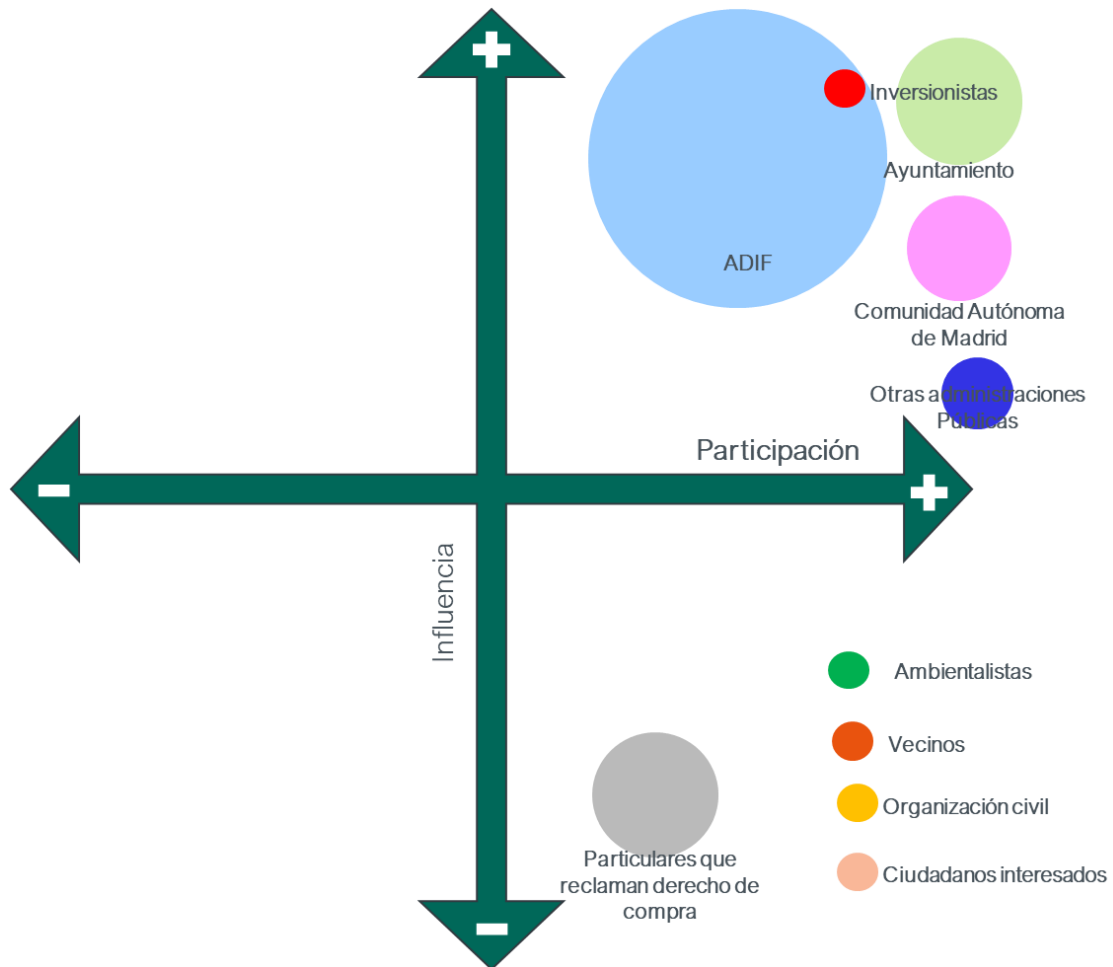 +
Inversionistas
Ayuntamiento
ADIF
Comunidad Autónoma
de Madrid
Otras administraciones
Públicas
Participación
-
+
Influencia
Ambientalistas
Vecinos
Organización civil
Particulares que
reclaman derecho de
compra
Ciudadanos interesados
-